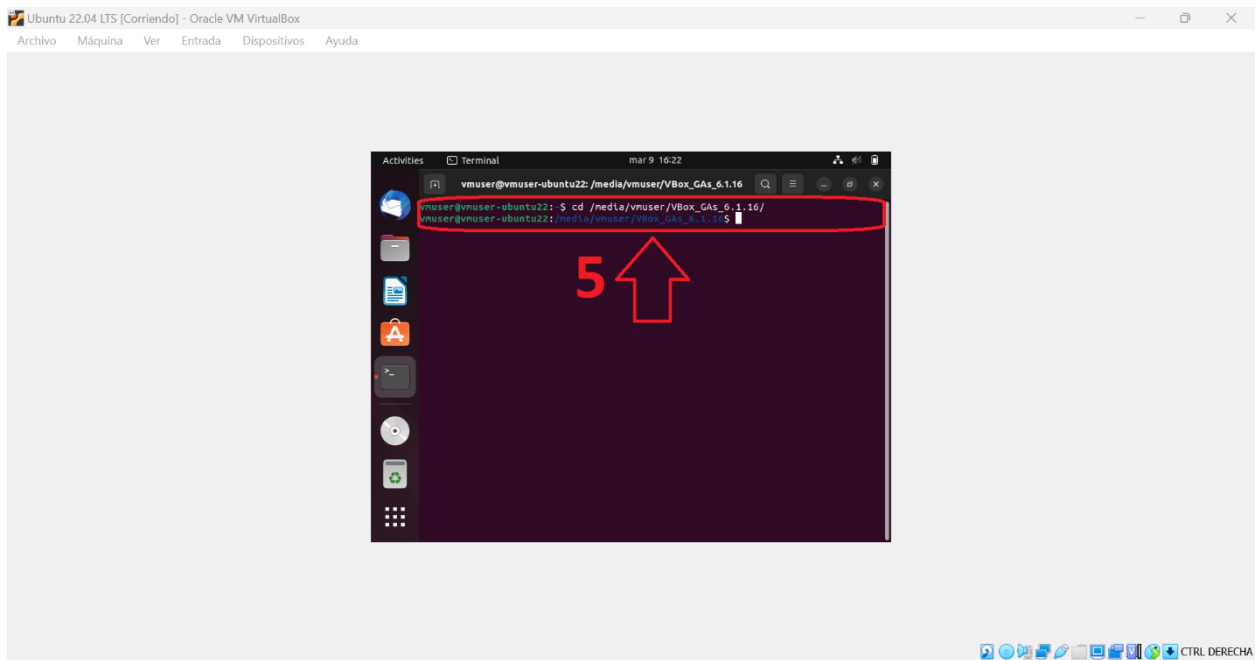 Ubuntu 22.04 LTS [Corriendo] - Oracle VM VirtualBox
Archivo Máquina Ver Entrada Dispositivos Ayuda
Activities Terminal mar 9 16:22
vmuser@vmuser-ubuntu22: /media/vmuser/VBox_GAs_6.1.16
vmuser@vmuser-ubuntu22:~$ cd /media/vmuser/VBox_GAs_6.1.16/
vmuser@vmuser-ubuntu22:/media/vmuser/VBox_GAs_6.1.16$
5
CTRL DERECHA